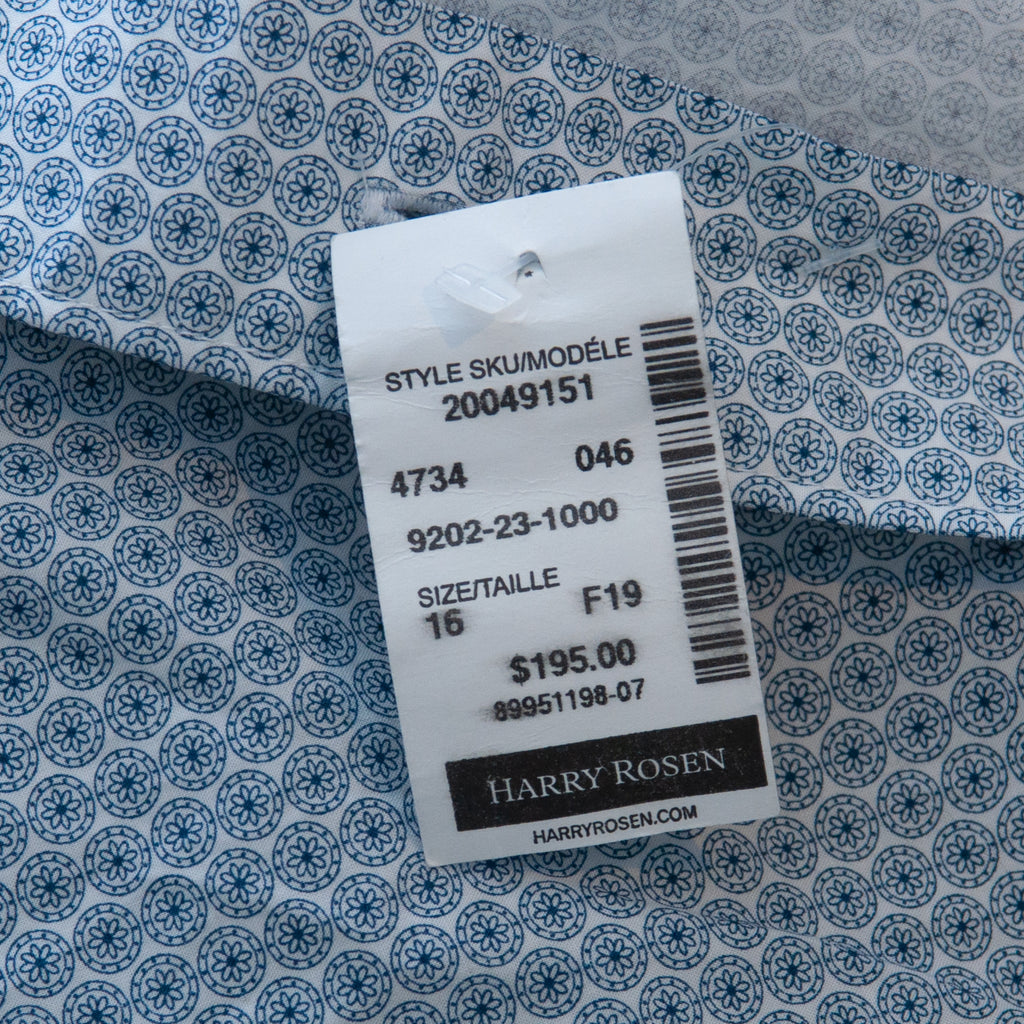 STYLE SKU/MODÉLE
20049151
4734 046
9202-23-1000
SIZE/TAILLE
16 F19
$195.00
89951198-07
HARRY ROSEN
HARRYROSEN.COM